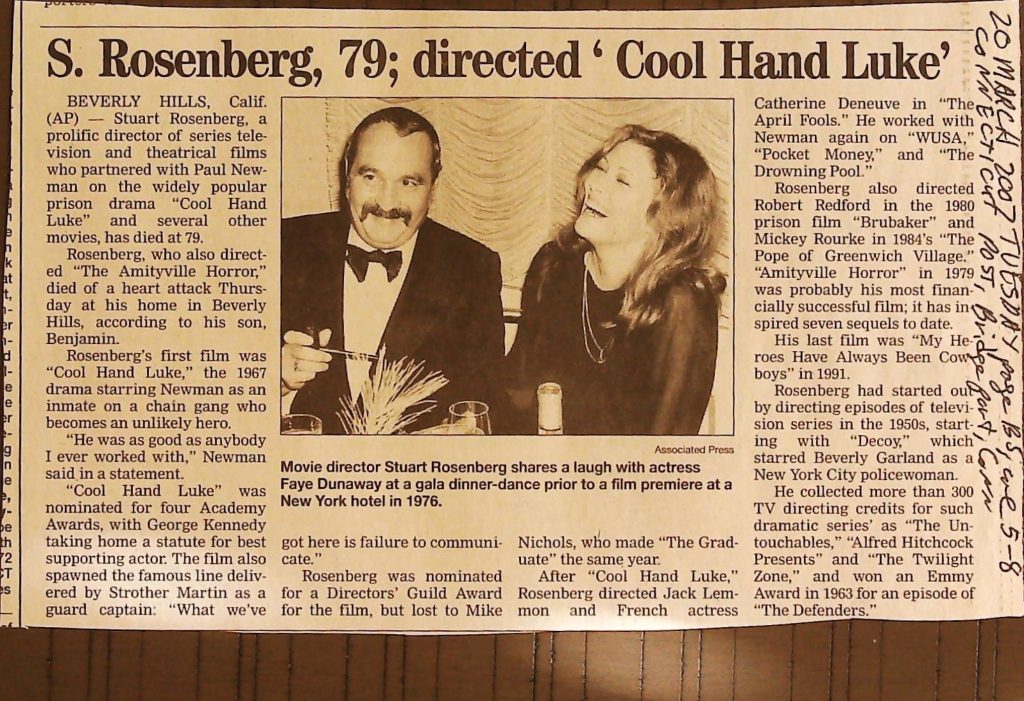 S. Rosenberg, 79; directed ‘ Cool Hand Luke’
BEVERLY HILLS, Calif.
(AP) — Stuart Rosenberg, a
prolific director of series tele-
vision and theatrical films
who partnered with Paul New-
man on the widely popular
prison drama “Cool Hand
Luke” and several other
movies, has died at 79.
Rosenberg, who also direct-
ed “The Amityville Horror,”
died of a heart attack Thurs-
day at his home in Beverly
Hills, according to his son,
Benjamin.
Rosenberg’s first film was
“Cool Hand Luke,” the 1967
drama starring Newman as an
inmate on a chain gang who
becomes an unlikely hero.
“He was as good as anybody
I ever worked with,” Newman
said in a statement.
“Cool Hand Luke” was
nominated for four Academy
Awards, with George Kennedy
taking home a statute for best
supporting actor. The film also
spawned the famous line deliv-
ered by Strother Martin as a
guard captain: “What we’ve
Associated Press
Movie director Stuart Rosenberg shares a laugh with actress
Faye Dunaway at a gala dinner-dance prior to a film premiere at a
New York hotel in 1976.
got here is failure to communi-
cate.”
Rosenberg was nominated
for a Directors’ Guild Award
for the film, but lost to Mike
Nichols, who made “The Grad-
uate” the same year.
After “Cool Hand Luke,”
Rosenberg directed Jack Lem-
mon and French actress
Catherine Deneuve in “The
April Fools.” He worked with
Newman again on “WUSA,”
“Pocket Money,” and “The
Drowning Pool.”
Rosenberg also directed
Robert Redford in the 1980
prison film “Brubaker” and
Mickey Rourke in 1984’s “The
Pope of Greenwich Village.”
“Amityville Horror” in 1979
was probably his most finan-
cially successful film; it has in-
spired seven sequels to date.
His last film was “My He-
roes Have Always Been Cow-
boys” in 1991.
Rosenberg had started out
by directing episodes of televi-
sion series in the 1950s, start-
ing with “Decoy,” which
starred Beverly Garland as a
New York City policewoman.
He collected more than 300
TV directing credits for such
dramatic series’ as “The Un-
touchables,” “Alfred Hitchcock
Presents” and “The Twilight
Zone,” and won an Emmy
Award in 1963 for an episode of
“The Defenders.”
20 MARCH 2007 TUESDAY page B5, 5-8
CONNECTICUT POST, Bridgeport, Conn